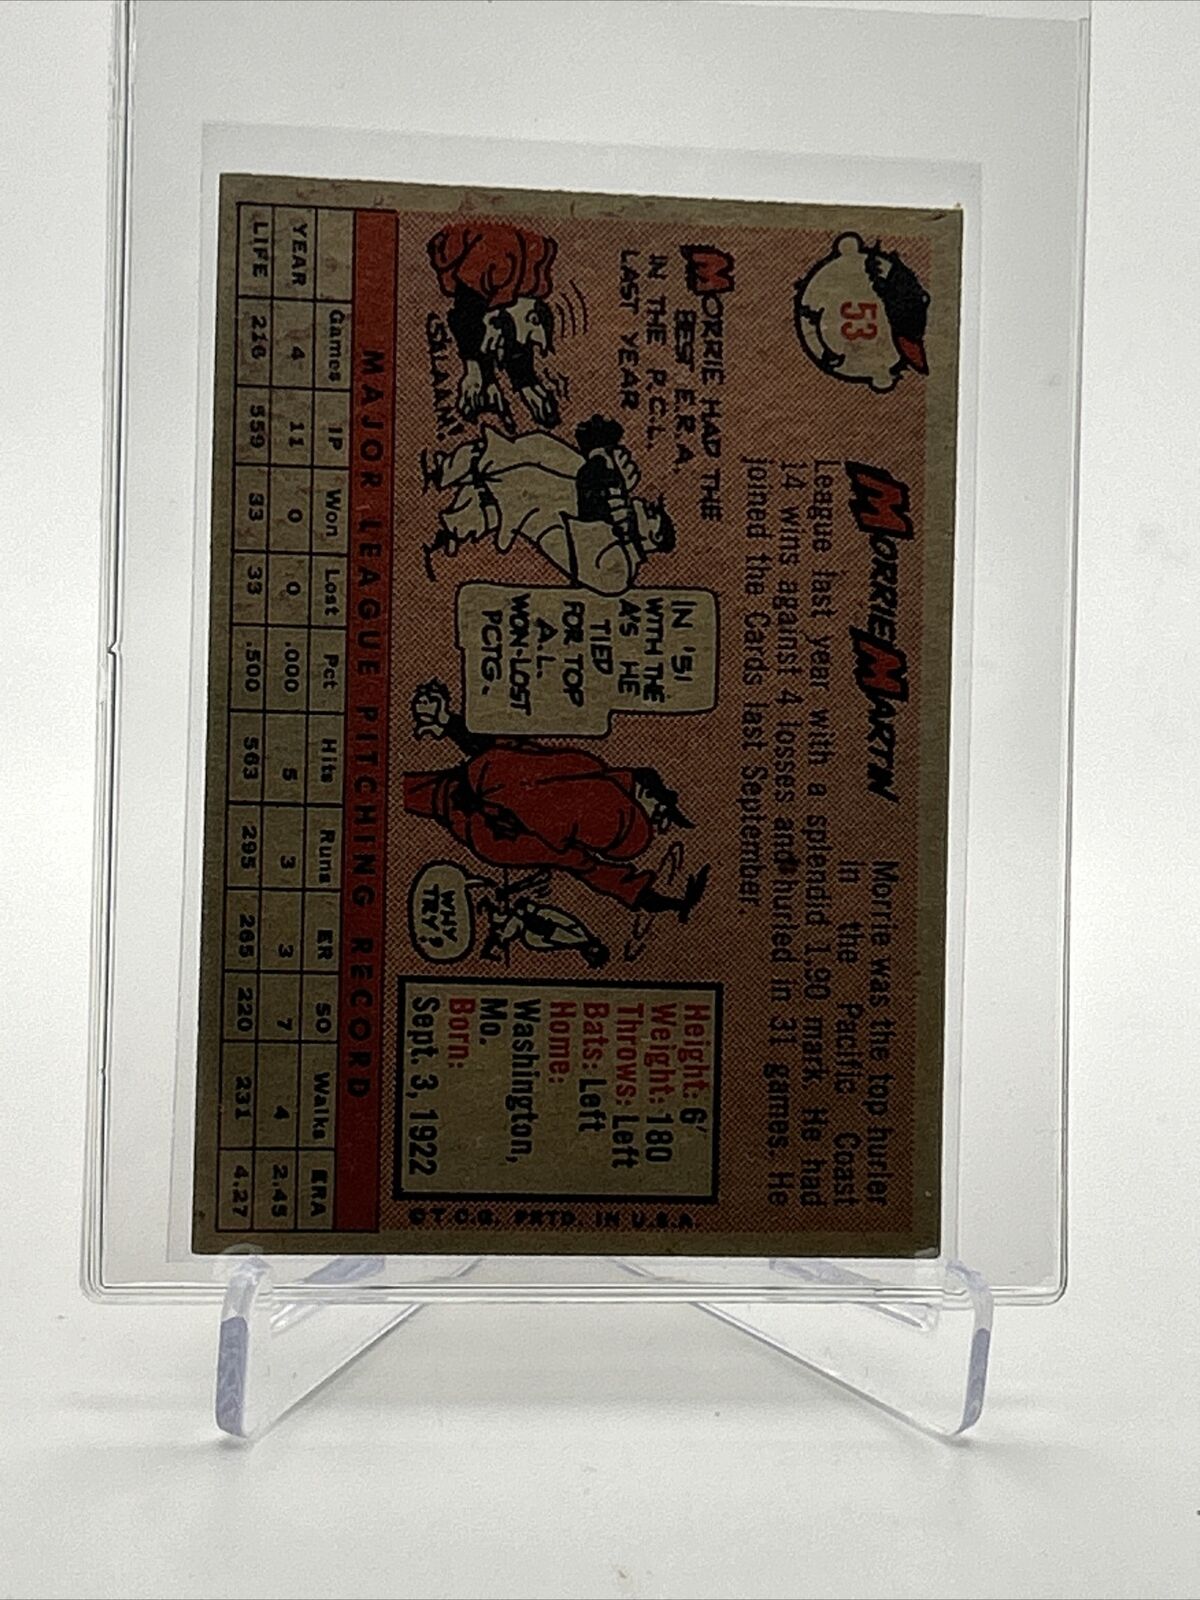 53
MORRIE MARTIN
Morrie was the top hurler
in the Pacific Coast
League last year with a splendid 1.90 mark. He had
14 wins against 4 losses and hurled in 31 games. He
joined the Cards last September.
MORRIE HAD THE
BEST E.R.A.
IN THE P.C.L.
LAST YEAR
SALAAM!
IN '51
WITH THE
A'S HE
TIED
FOR TOP
A.L.
WON-LOST
PCTG.
WHY
TRY?
Height: 6'
Weight: 180
Throws: Left
Bats: Left
Home:
Washington,
Mo.
Born:
Sept. 3, 1922
© T.C.G. PRTD. IN U.S.A.
MAJOR LEAGUE PITCHING RECORD
Games IP Won Lost Pct Hits Runs ER SO Walks ERA
YEAR 4 11 0 0 .000 5 3 3 7 4 2.45
LIFE 216 559 33 33 .500 563 295 265 220 231 4.27